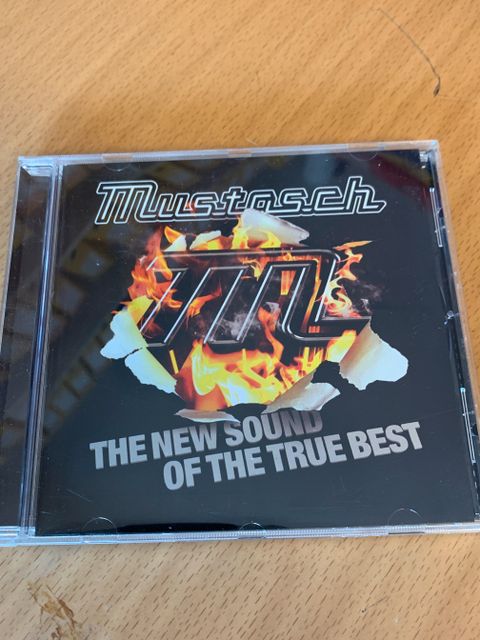 Mustasch
M
THE NEW SOUND
OF THE TRUE BEST